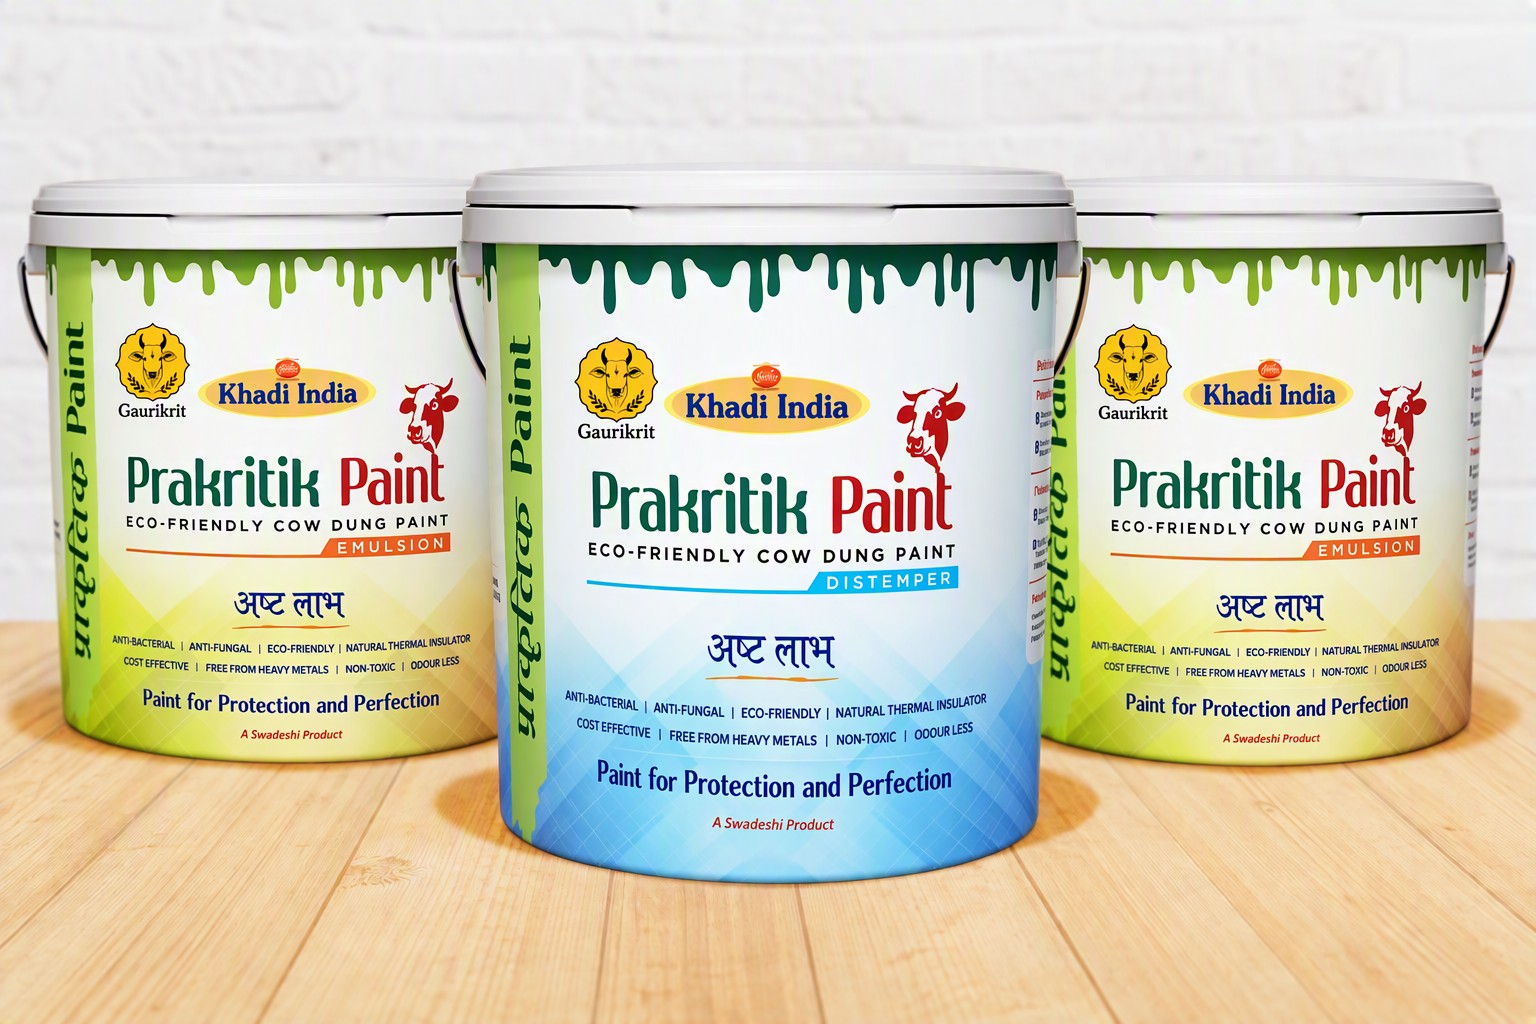 प्राकृतिक Paint
Gaurikrit
Khadi India
Prakritik Paint
ECO-FRIENDLY COW DUNG PAINT
EMULSION
अष्ट लाभ
ANTI-BACTERIAL | ANTI-FUNGAL | ECO-FRIENDLY | NATURAL THERMAL INSULATOR
COST EFFECTIVE | FREE FROM HEAVY METALS | NON-TOXIC | ODOUR LESS
Paint for Protection and Perfection
A Swadeshi Product
प्राकृतिक Paint
Gaurikrit
Khadi India
Prakritik Paint
ECO-FRIENDLY COW DUNG PAINT
DISTEMPER
अष्ट लाभ
ANTI-BACTERIAL | ANTI-FUNGAL | ECO-FRIENDLY | NATURAL THERMAL INSULATOR
COST EFFECTIVE | FREE FROM HEAVY METALS | NON-TOXIC | ODOUR LESS
Paint for Protection and Perfection
A Swadeshi Product
प्राकृतिक
Gaurikrit
Khadi India
Prakritik Paint
ECO-FRIENDLY COW DUNG PAINT
EMULSION
अष्ट लाभ
ANTI-BACTERIAL | ANTI-FUNGAL | ECO-FRIENDLY | NATURAL THERMAL INSULATOR
COST EFFECTIVE | FREE FROM HEAVY METALS | NON-TOXIC | ODOUR LESS
Paint for Protection and Perfection
A Swadeshi Product